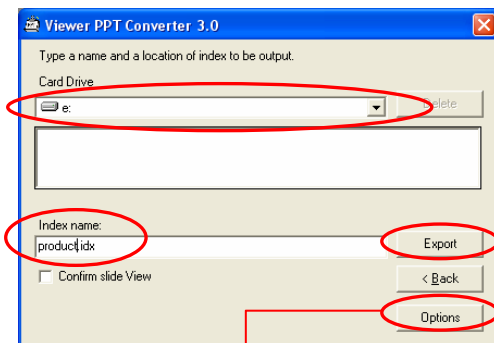 Viewer PPT Converter 3.0
Type a name and a location of index to be output.
Card Drive
e:
Delete
Index name:
product.idx
Export
Confirm slide View
< Back
Options